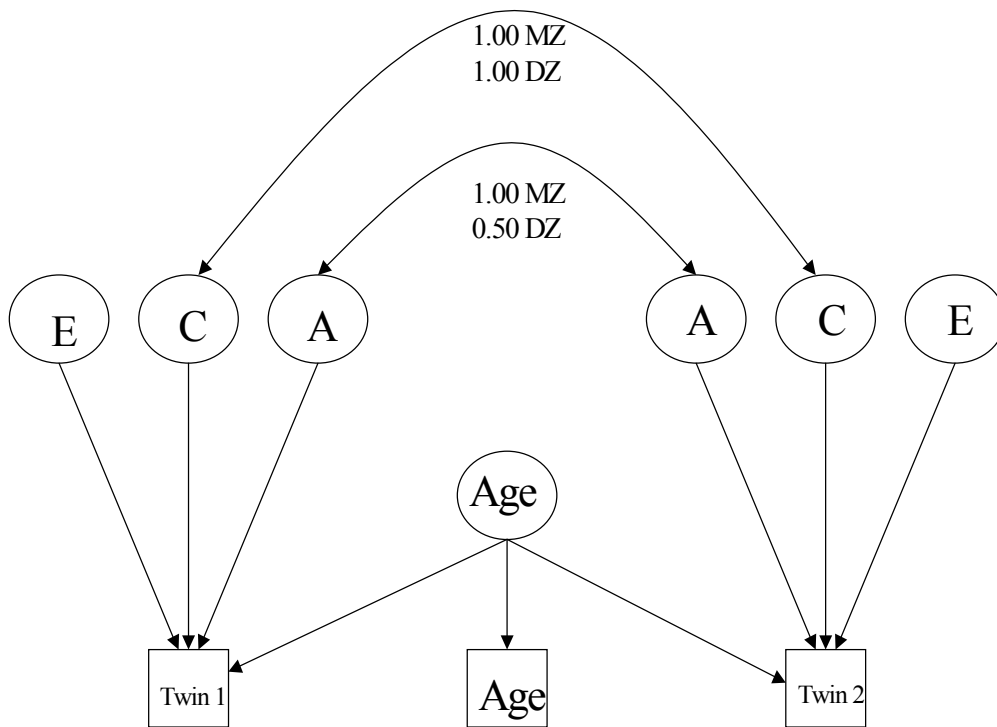 1.00 MZ
1.00 DZ
1.00 MZ
0.50 DZ
E
C
A
A
C
E
Age
Twin 1
Age
Twin 2